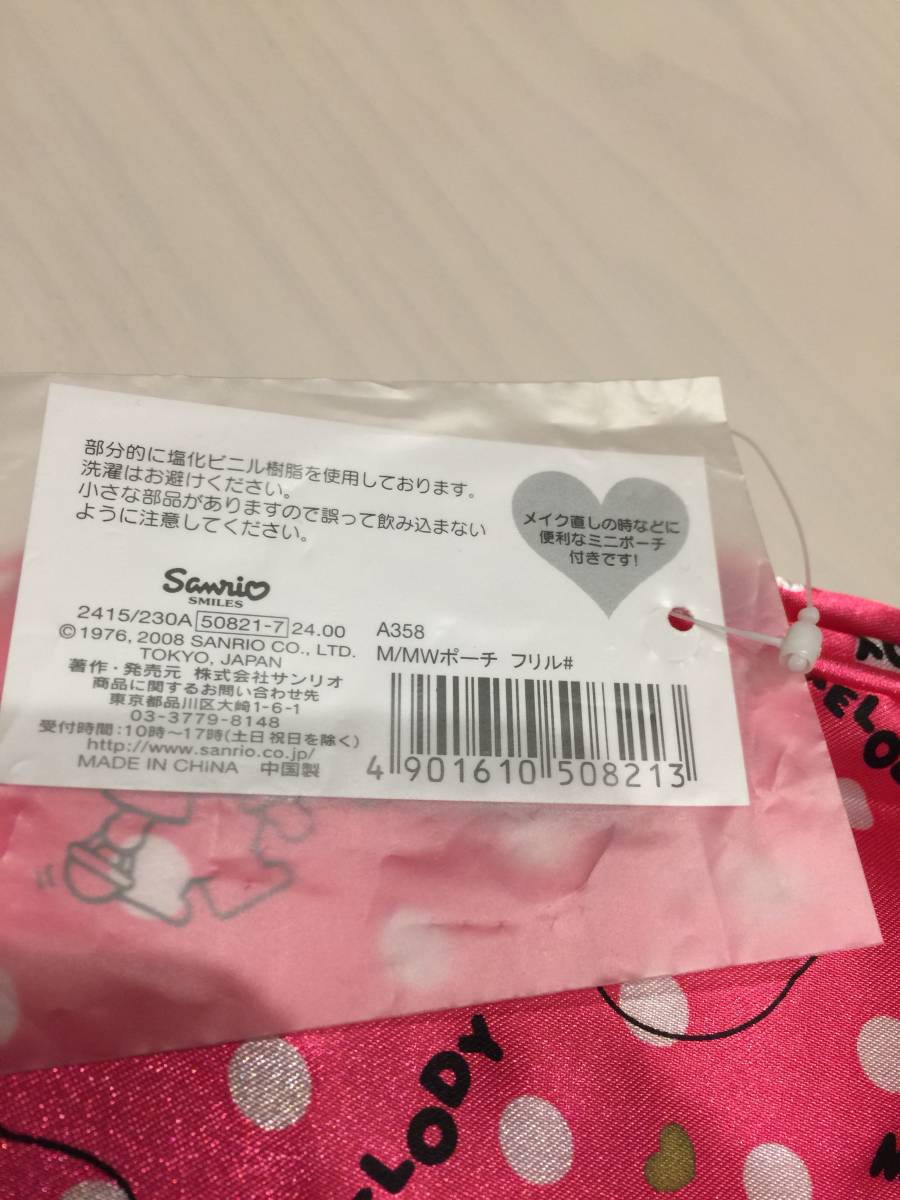 部分的に塩化ビニル樹脂を使用しております。
洗濯はお避けください。
小さな部品がありますので誤って飲み込まない
ように注意してください。
メイク直しの時などに
便利なミニポーチ
付きです!
Sanrio
SMILES
2415/230A 50821-7 24.00
©1976, 2008 SANRIO CO., LTD.
TOKYO, JAPAN
著作・発売元 株式会社サンリオ
商品に関するお問い合わせ先
東京都品川区大崎1-6-1
03-3779-8148
受付時間:10時〜17時(土日祝日を除く)
http://www.sanrio.co.jp/
MADE IN CHINA 中国製
A358
M/MWポーチ フリル#
4 901610 508213
ELODY